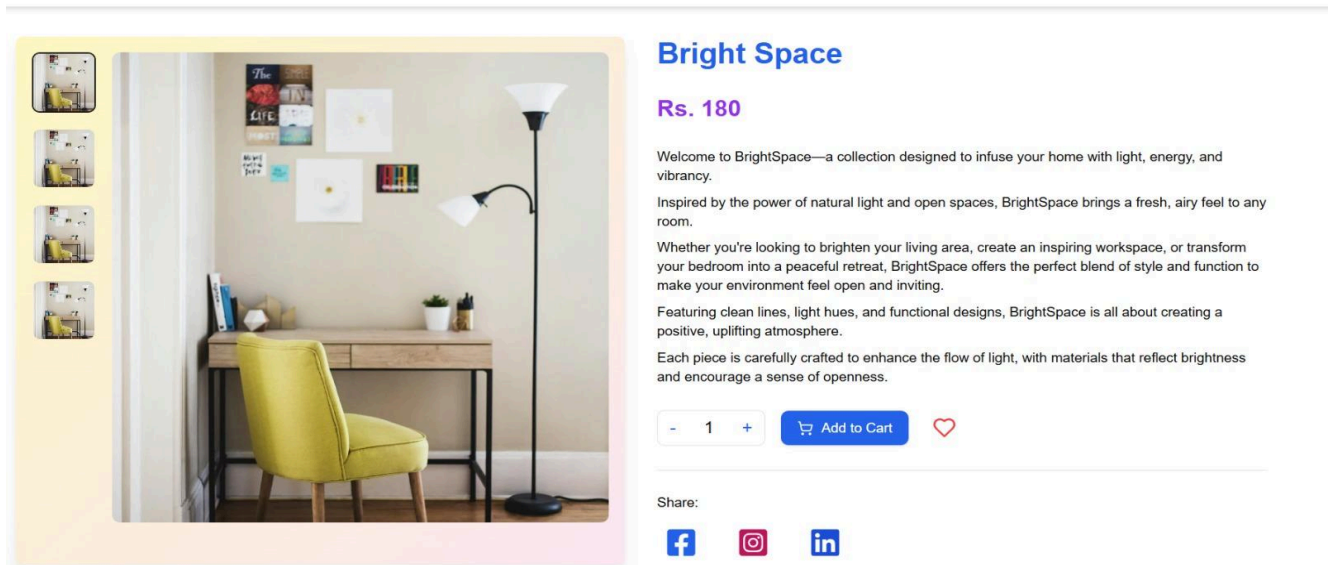 Bright Space
Rs. 180
Welcome to BrightSpace—a collection designed to infuse your home with light, energy, and
vibrancy.
Inspired by the power of natural light and open spaces, BrightSpace brings a fresh, airy feel to any
room.
Whether you're looking to brighten your living area, create an inspiring workspace, or transform
your bedroom into a peaceful retreat, BrightSpace offers the perfect blend of style and function to
make your environment feel open and inviting.
Featuring clean lines, light hues, and functional designs, BrightSpace is all about creating a
positive, uplifting atmosphere.
Each piece is carefully crafted to enhance the flow of light, with materials that reflect brightness
and encourage a sense of openness.
- 1 + Add to Cart
Share:
The
IN
LIFE